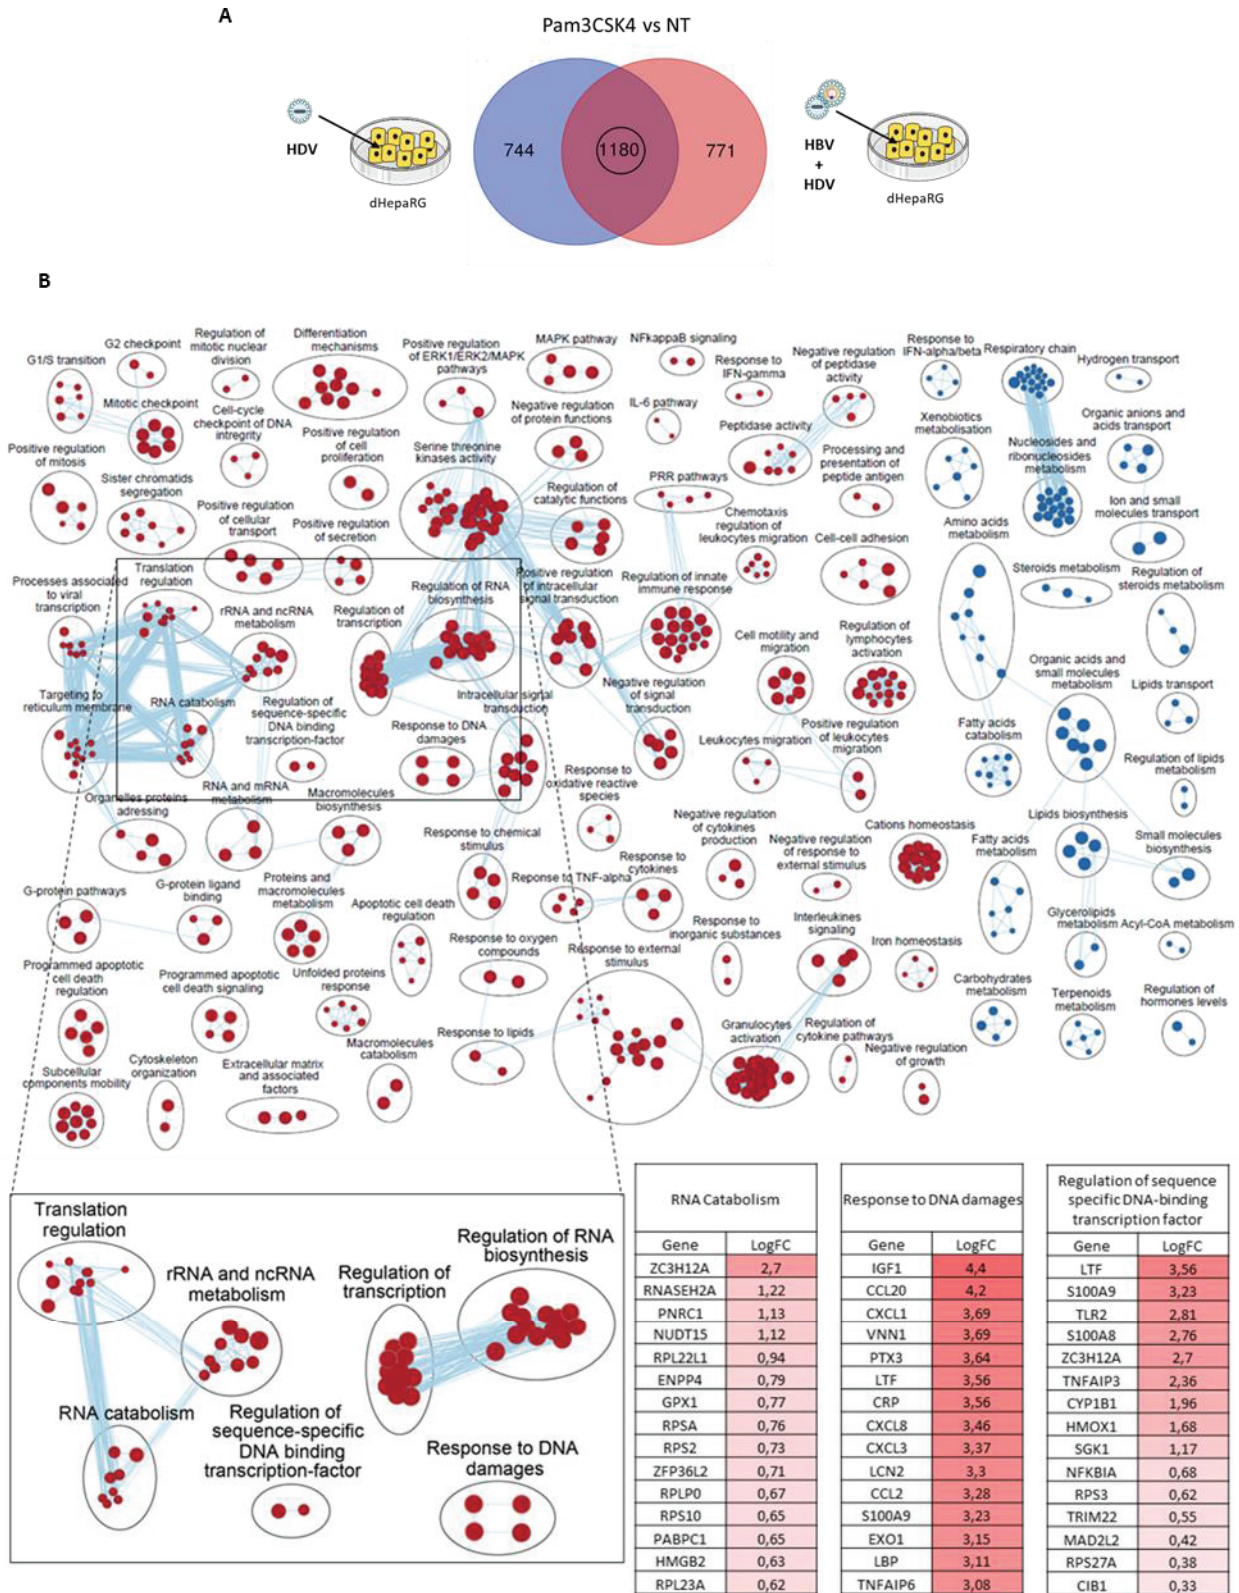 A
Pam3CSK4 vs NT
HDV
dHepaRG
744
1180
771
HBV
+
HDV
dHepaRG
B
G1/S transition
G2 checkpoint
Regulation of
mitotic nuclear
division
Differentiation
mechanisms
Positive regulation
of ERK1/ERK2/MAPK
pathways
MAPK pathway
NFkappaB signaling
Response to
IFN-gamma
Negative regulation
of peptidase
activity
Response to
IFN-alpha/beta
Respiratory chain
Hydrogen transport
Mitotic checkpoint
Cell-cycle
checkpoint of DNA
intregrity
Positive regulation
of cell
proliferation
Serine threonine
kinases activity
Negative regulation
of protein functions
IL-6 pathway
Peptidase activity
Xenobiotics
metabolisation
Nucleosides and
ribonucleosides
metabolism
Organic anions and
acids transport
Positive regulation
of mitosis
Sister chromatids
segregation
Positive regulation
of cellular
transport
Positive regulation
of secretion
Regulation of
catalytic functions
PRR pathways
Processing and
presentation of
peptide antigen
Chemotaxis
regulation of
leukocytes migration
Cell-cell adhesion
Amino acids
metabolism
Ion and small
molecules transport
Processes associated
to viral
transcription
Translation
regulation
rRNA and ncRNA
metabolism
Regulation of
transcription
Regulation of RNA
biosynthesis
Positive regulation
of intracellular
signal transduction
Regulation of innate
immune response
Cell motility and
migration
Regulation of
lymphocytes
activation
Steroids metabolism
Regulation of
steroids metabolism
Organic acids and
small molecules
metabolism
Lipids transport
Targeting to
reticulum membrane
RNA catabolism
Regulation of
sequence-specific
DNA binding
transcription-factor
Response to DNA
damages
Intracellular signal
transduction
Negative regulation
of signal
transduction
Leukocytes migration
Positive regulation
of leukocytes
migration
Fatty acids
catabolism
Regulation of lipids
metabolism
Organelles proteins
adressing
RNA and mRNA
metabolism
Macromolecules
biosynthesis
Response to
oxidative reactive
species
Response to chemical
stimulus
Negative regulation
of cytokines
production
Negative regulation
of response to
external stimulus
Cations homeostasis
Fatty acids
metabolism
Lipids biosynthesis
Small molecules
biosynthesis
G-protein pathways
G-protein ligand
binding
Proteins and
macromolecules
metabolism
Apoptotic cell death
regulation
Reponse to TNF-alpha
Response to
cytokines
Response to
inorganic substances
Interleukines
signaling
Iron homeostasis
Glycerolipids
metabolism
Acyl-CoA metabolism
Programmed apoptotic
cell death
regulation
Programmed apoptotic
cell death signaling
Unfolded proteins
response
Response to oxygen
compounds
Response to external
stimulus
Carbohydrates
metabolism
Terpenoids
metabolism
Regulation of
hormones levels
Subcellular
components mobility
Cytoskeleton
organization
Extracellular matrix
and associated
factors
Macromolecules
catabolism
Response to lipids
Granulocytes
activation
Regulation of
cytokine pathways
Negative regulation
of growth
Translation
regulation
rRNA and ncRNA
metabolism
Regulation of
transcription
Regulation of RNA
biosynthesis
RNA catabolism
Regulation of
sequence-specific
DNA binding
transcription-factor
Response to DNA
damages
RNA Catabolism
Gene LogFC
ZC3H12A 2,7
RNASEH2A 1,22
PNRC1 1,13
NUDT15 1,12
RPL22L1 0,94
ENPP4 0,79
GPX1 0,77
RPSA 0,76
RPS2 0,73
ZFP36L2 0,71
RPLP0 0,67
RPS10 0,65
PABPC1 0,65
HMGB2 0,63
RPL23A 0,62
Response to DNA damages
Gene LogFC
IGF1 4,4
CCL20 4,2
CXCL1 3,69
VNN1 3,69
PTX3 3,64
LTF 3,56
CRP 3,56
CXCL8 3,46
CXCL3 3,37
LCN2 3,3
CCL2 3,28
S100A9 3,23
EXO1 3,15
LBP 3,11
TNFAIP6 3,08
Regulation of sequence
specific DNA-binding
transcription factor
Gene LogFC
LTF 3,56
S100A9 3,23
TLR2 2,81
S100A8 2,76
ZC3H12A 2,7
TNFAIP3 2,36
CYP1B1 1,96
HMOX1 1,68
SGK1 1,17
NFKBIA 0,68
RPS3 0,62
TRIM22 0,55
MAD2L2 0,42
RPS27A 0,38
CIB1 0,33